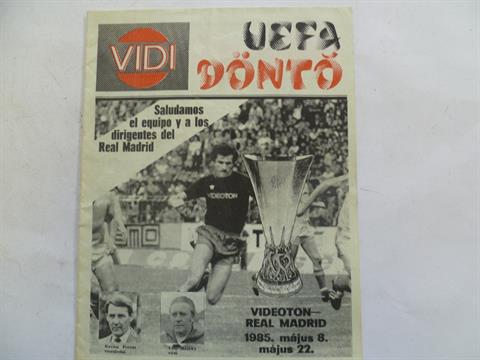 VIDI
UEFA
DÖNTŐ
Saludamos
el equipo y a los
dirigentes del
Real Madrid
VIDEOTON
VIDEOTON—
REAL MADRID
1985. május 8.
május 22.